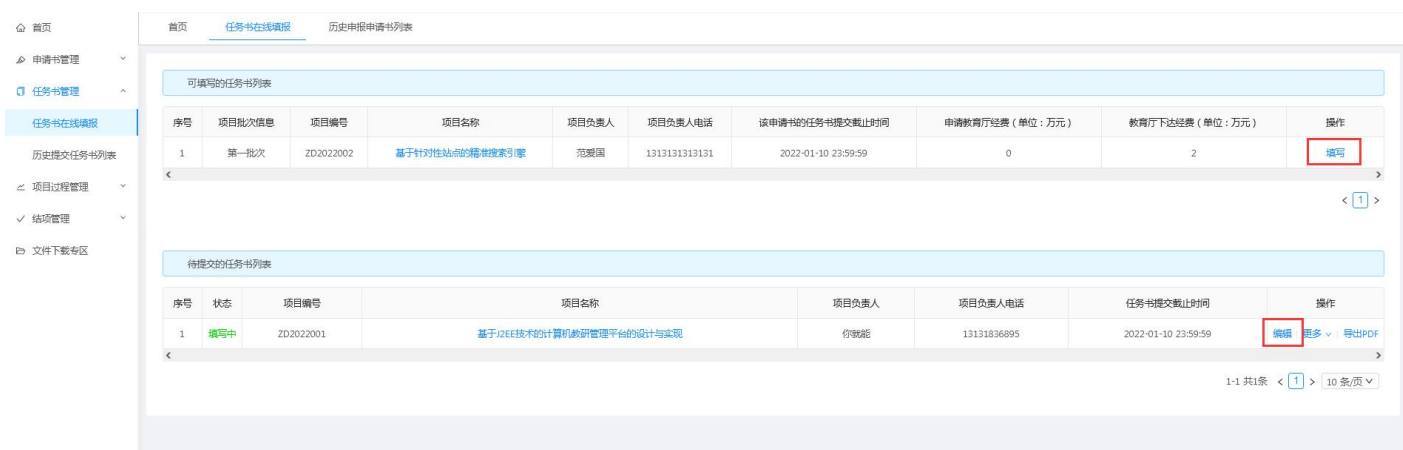 首页
申请书管理
任务书管理
任务书在线填报
历史提交任务书列表
项目过程管理
结项管理
文件下载专区
首页 任务书在线填报 历史申报申请书列表
可填写的任务书列表
序号 项目批次信息 项目编号 项目名称 项目负责人 项目负责人电话 该申请书的任务书提交截止时间 申请教育厅经费（单位：万元） 教育厅下达经费（单位：万元） 操作
1 第一批次 ZD2022002 基于针对性站点的精准搜索引擎 范爱国 1313131313131 2022-01-10 23:59:59 0 2 填写
< 1 >
待提交的任务书列表
序号 状态 项目编号 项目名称 项目负责人 项目负责人电话 任务书提交截止时间 操作
1 填写中 ZD2022001 基于J2EE技术的计算机教研管理平台的设计与实现 你就能 13131836895 2022-01-10 23:59:59 编辑 更多 导出PDF
1-1 共1条 < 1 > 10 条/页